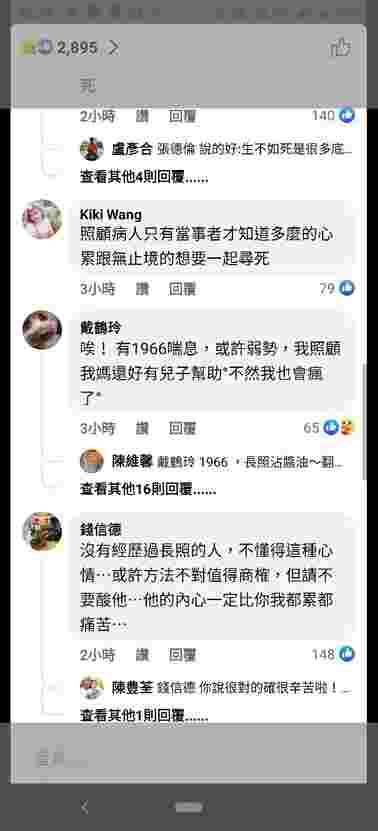 2,895
死
2小時 讚 回覆 140
盧彥合 張德倫 說的好:生不如死是很多底...
查看其他4則回覆......
Kiki Wang
照顧病人只有當事者才知道多麼的心
累跟無止境的想要一起尋死
3小時 讚 回覆 79
戴鶴玲
唉！ 有1966喘息，或許弱勢，我照顧
我媽還好有兒子幫助°不然我也會瘋
了°
3小時 讚 回覆 65
陳維馨 戴鶴玲 1966 ，長照沾醬油～翻...
查看其他16則回覆......
錢信德
沒有經歷過長照的人，不懂得這種心
情⋯或許方法不對值得商榷，但請不
要酸他⋯他的內心一定比你我都累都
痛苦⋯
2小時 讚 回覆 148
陳豊荃 錢信德 你說很對的確很辛苦啦！...
查看其他1則回覆......